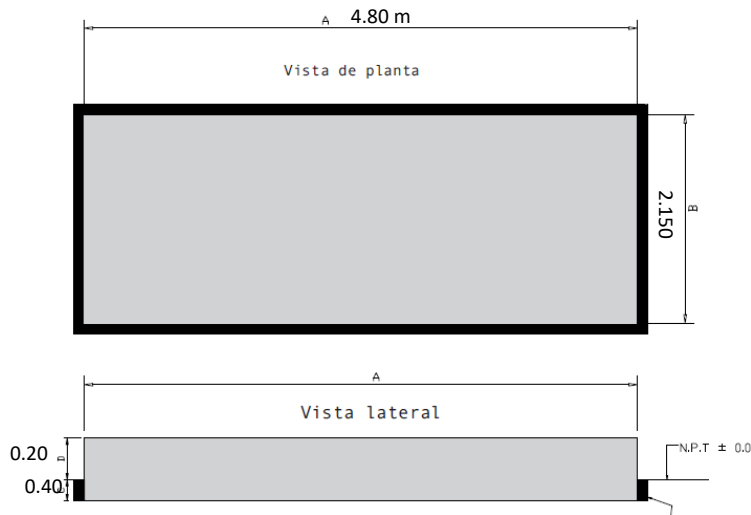 A 4.80 m
Vista de planta
2.150
B
A
Vista lateral
0.20 D
0.40
N.P.T ± 0.0